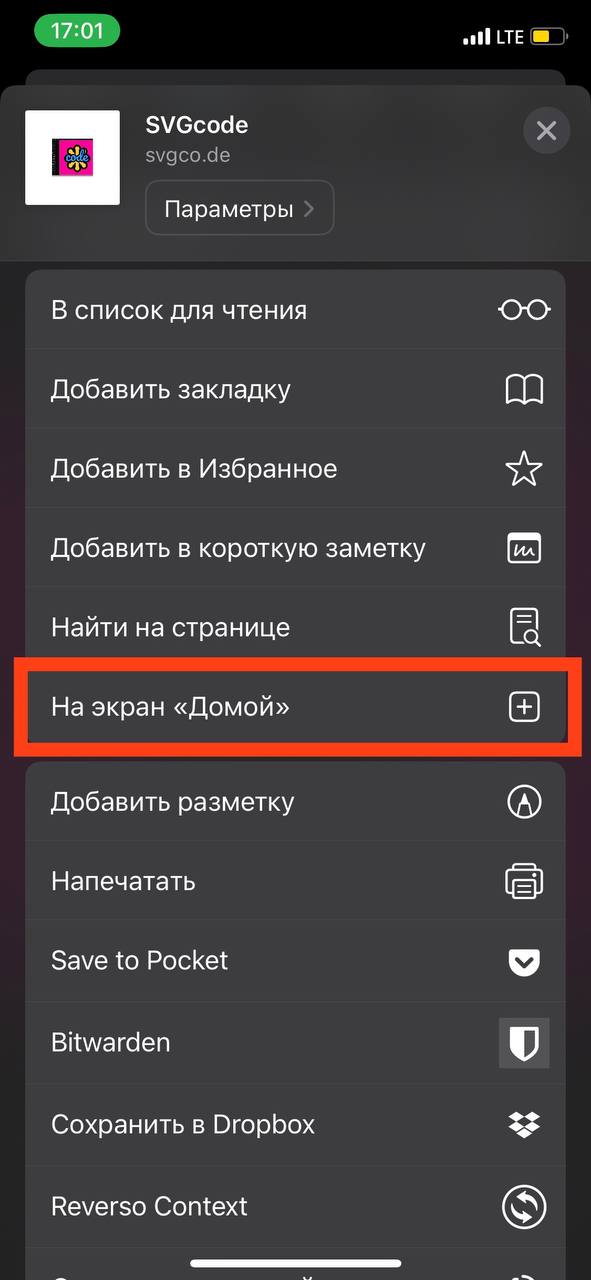 17:01
LTE
SVGcode
code
svgco.de
Параметры
В список для чтения
Добавить закладку
Добавить в Избранное
Добавить в короткую заметку
Найти на странице
На экран «Домой»
Добавить разметку
Напечатать
Save to Pocket
Bitwarden
Сохранить в Dropbox
Reverso Context